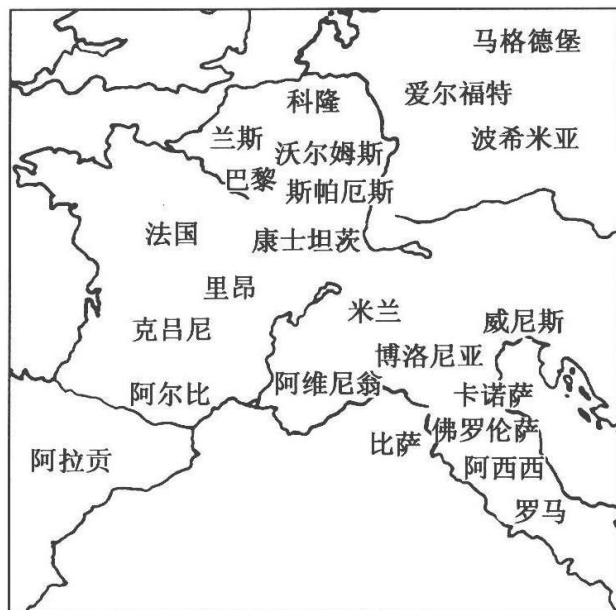 马格德堡
科隆
爱尔福特
兰斯
沃尔姆斯
波希米亚
巴黎
斯帕厄斯
法国
康士坦茨
里昂
米兰
威尼斯
克吕尼
博洛尼亚
阿尔比
阿维尼翁
卡诺萨
比萨
佛罗伦萨
阿拉贡
阿西西
罗马